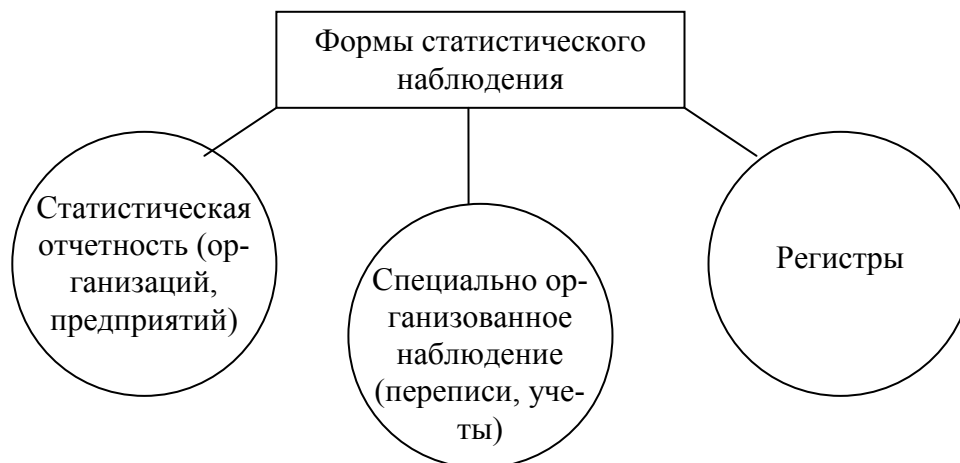 Формы статистического
наблюдения
Статистическая
отчетность (ор-
ганизаций,
предприятий)
Специально ор-
ганизованное
наблюдение
(переписи, уче-
ты)
Регистры